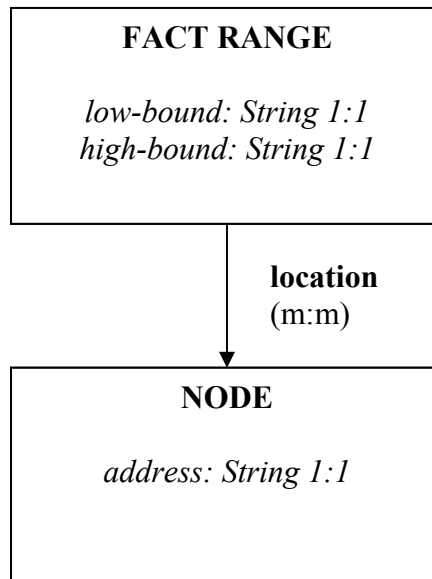 FACT RANGE
low-bound: String 1:1
high-bound: String 1:1
location
(m:m)
NODE
address: String 1:1